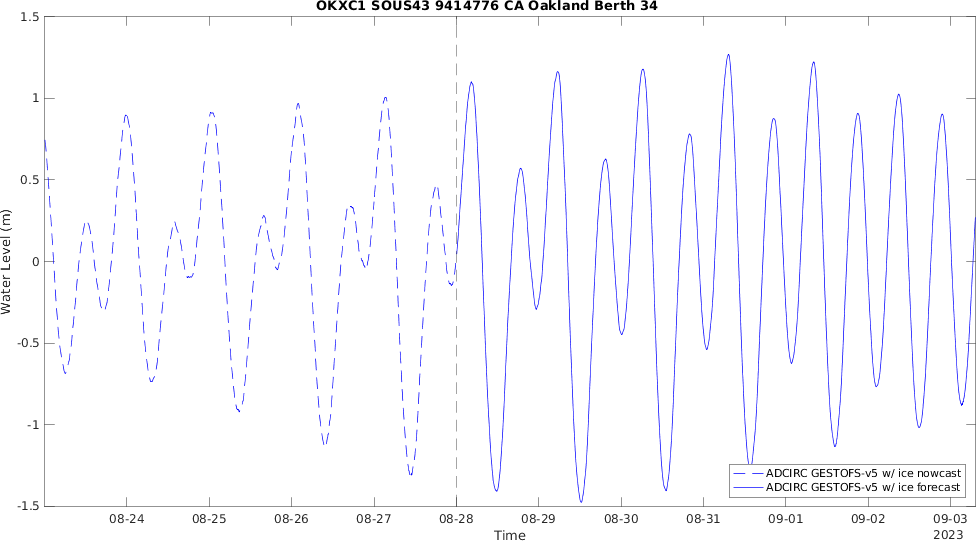 OKXC1 SOUS43 9414776 CA Oakland Berth 34
1.5
1
0.5
0
-0.5
-1
-1.5
Water Level (m)
08-24 08-25 08-26 08-27 08-28 08-29 08-30 08-31 09-01 09-02 09-03
2023
Time
ADCIRC GESTOFS-v5 w/ ice nowcast
ADCIRC GESTOFS-v5 w/ ice forecast